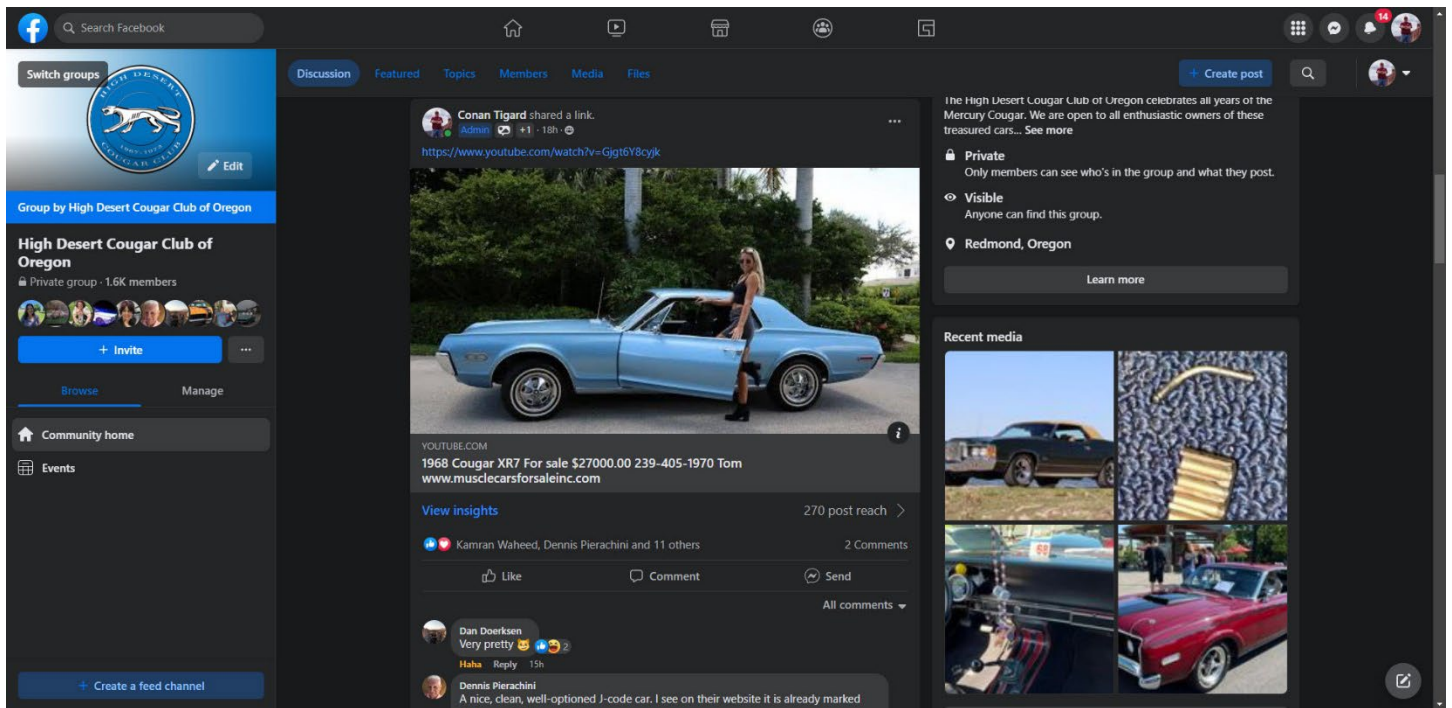 Search Facebook
14
Switch groups
HIGH DESERT
1967-1973
COUGAR CLUB
Edit
Group by High Desert Cougar Club of Oregon
High Desert Cougar Club of
Oregon
Private group · 1.6K members
+ Invite
Browse
Manage
Community home
Events
+ Create a feed channel
Discussion
Featured
Topics
Members
Media
Files
+ Create post
Conan Tigard shared a link.
Admin +1 · 18h ·
https://www.youtube.com/watch?v=Gjgt6Y8cyjk
YOUTUBE.COM
1968 Cougar XR7 For sale $27000.00 239-405-1970 Tom
www.musclecarsforsaleinc.com
View insights
270 post reach
Kamran Waheed, Dennis Pierachini and 11 others
2 Comments
Like
Comment
Send
All comments
Dan Doerksen
Very pretty 2
Haha Reply 15h
Dennis Pierachini
A nice, clean, well-optioned J-code car. I see on their website it is already marked
The High Desert Cougar Club of Oregon celebrates all years of the
Mercury Cougar. We are open to all enthusiastic owners of these
treasured cars... See more
Private
Only members can see who's in the group and what they post.
Visible
Anyone can find this group.
Redmond, Oregon
Learn more
Recent media
68